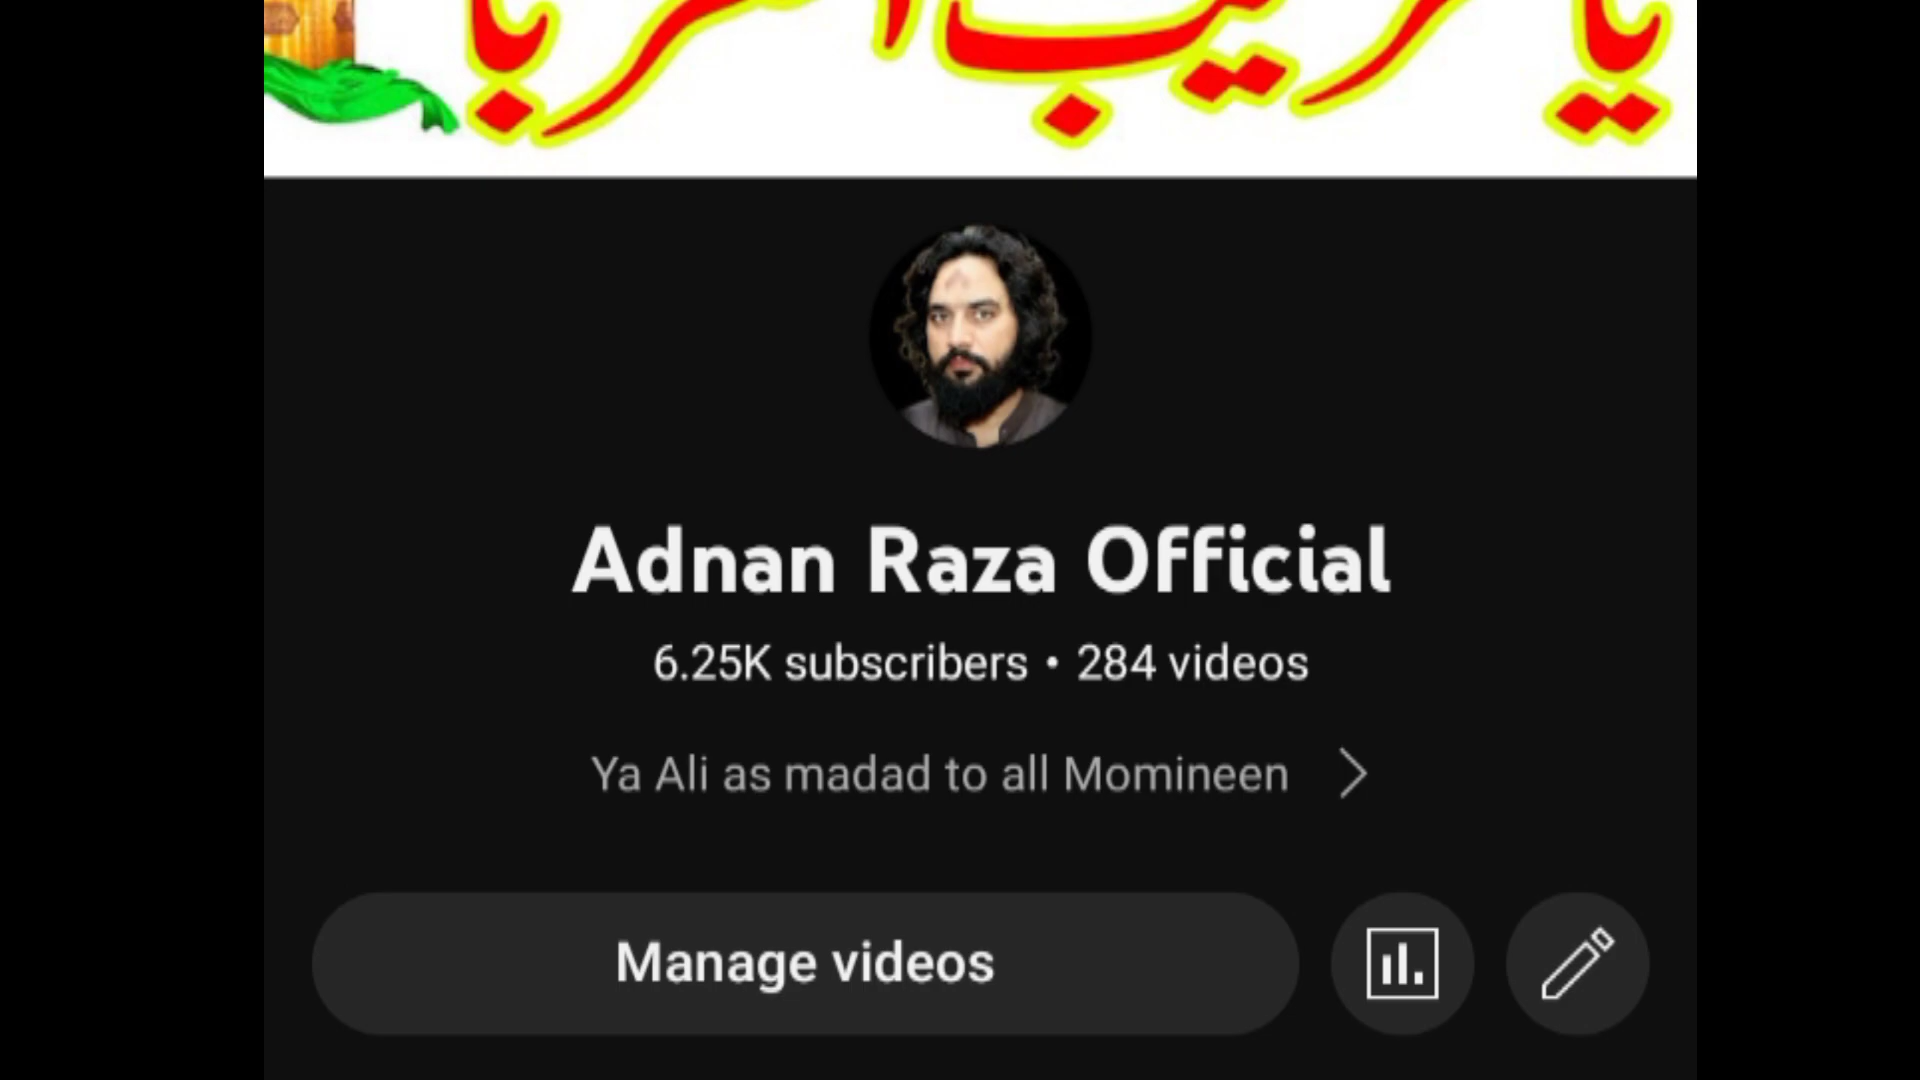 Adnan Raza Official
6.25K subscribers • 284 videos
Ya Ali as madad to all Momineen
Manage videos